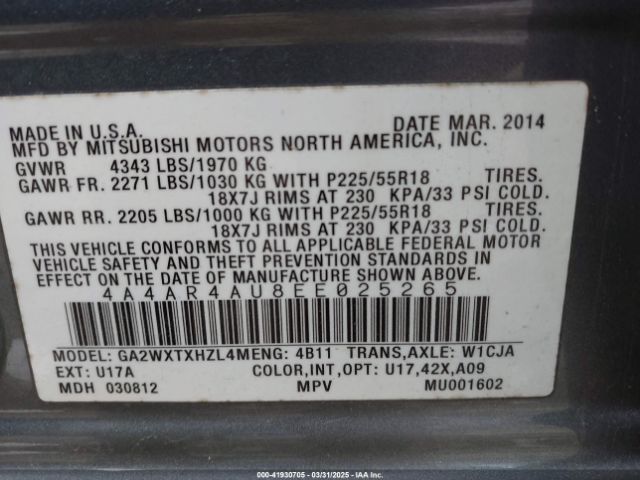 MADE IN U.S.A. DATE MAR. 2014
MFD BY MITSUBISHI MOTORS NORTH AMERICA, INC.
GVWR 4343 LBS/1970 KG
GAWR FR. 2271 LBS/1030 KG WITH P225/55R18 TIRES.
18X7J RIMS AT 230 KPA/33 PSI COLD.
GAWR RR. 2205 LBS/1000 KG WITH P225/55R18 TIRES.
18X7J RIMS AT 230 KPA/33 PSI COLD.
THIS VEHICLE CONFORMS TO ALL APPLICABLE FEDERAL MOTOR
VEHICLE SAFETY AND THEFT PREVENTION STANDARDS IN
EFFECT ON THE DATE OF MANUFACTURE SHOWN ABOVE.
4A4AR4AU8EE025265
MODEL: GA2WXTXHZL4MENG: 4B11 TRANS,AXLE: W1CJA
EXT: U17A COLOR,INT,OPT: U17,42X,A09
MDH 030812 MPV MU001602
000-41930705 - 03/31/2025 - IAAI.COM ©COPYRIGHT 2025 IAA, INC.